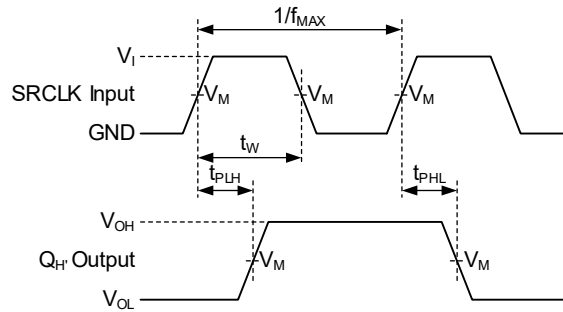 1/fMAX
VI
SRCLK Input
VM
VM
VM
GND
tW
tPLH
tPHL
VOH
QH' Output
VM
VM
VOL